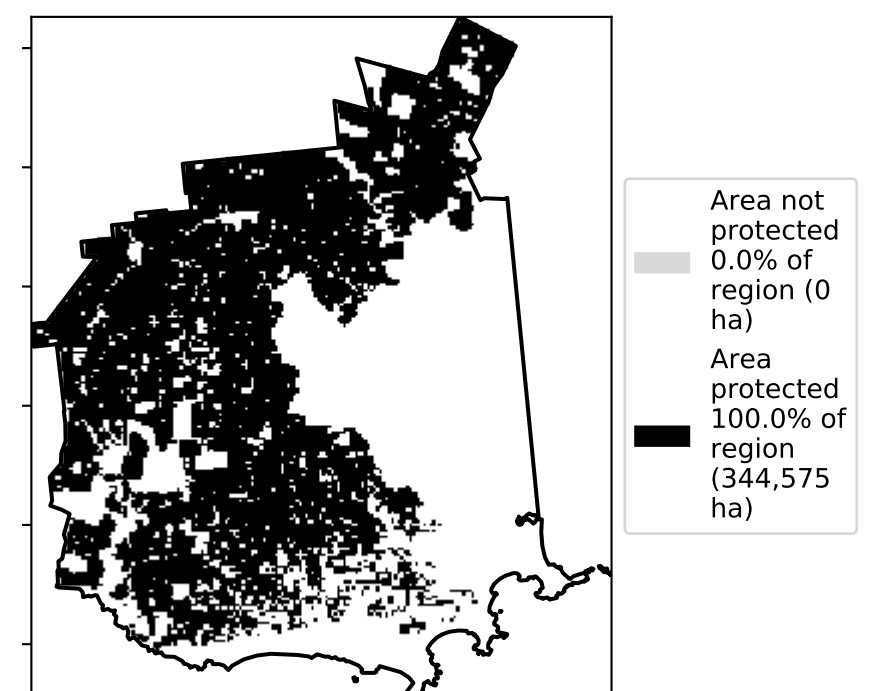 Area not
protected
0.0% of
region (0
ha)
Area
protected
100.0% of
region
(344,575
ha)